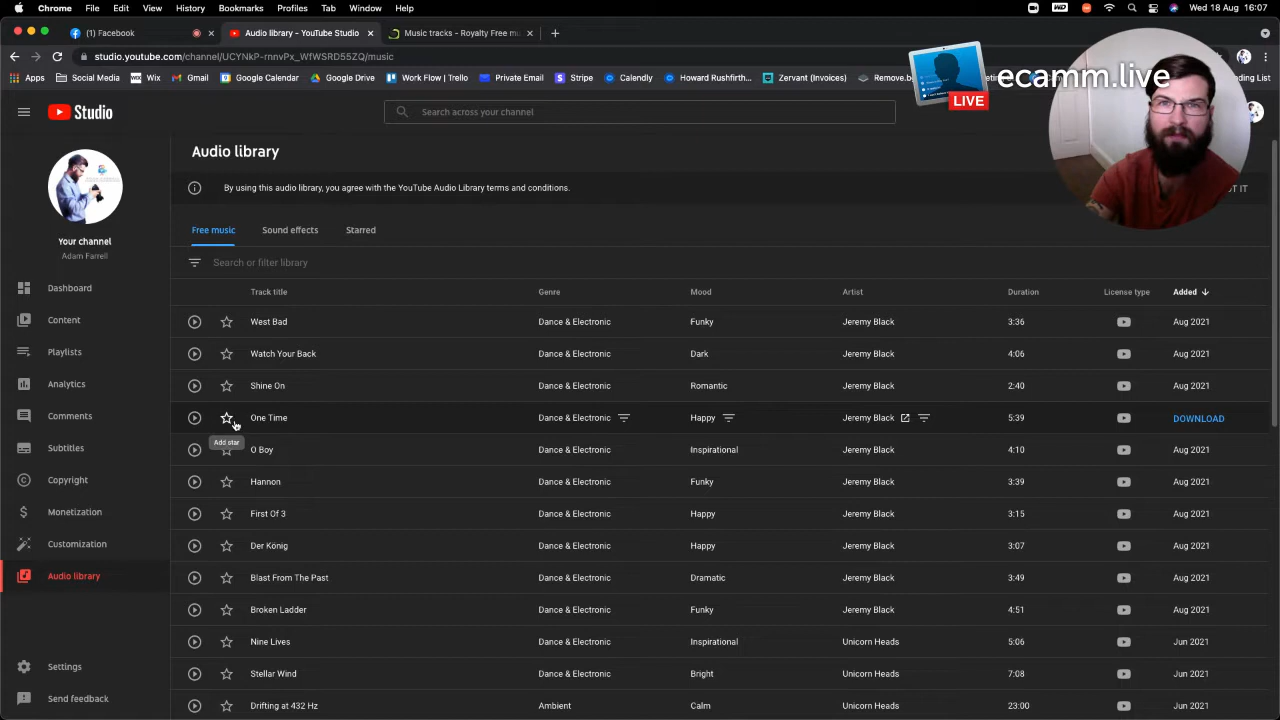 Chrome File Edit View History Bookmarks Profiles Tab Window Help Wed 18 Aug 16:07
(1) Facebook Audio library - YouTube Studio Music tracks - Royalty Free mu
studio.youtube.com/channel/UCYNkP-rnnvPx_WfWSRD55ZQ/music
Apps Social Media Wix Gmail Google Calendar Google Drive Work Flow | Trello Private Email Stripe Calendly Howard Rushfirth... Zervant (Invoices) Remove.b
ding List
ecamm.live
LIVE
Studio
Search across your channel
Audio library
By using this audio library, you agree with the YouTube Audio Library terms and conditions.
IT
Your channel
Adam Farrell
Free music Sound effects Starred
Search or filter library
Dashboard
Content
Playlists
Analytics
Comments
Subtitles
Copyright
Monetization
Customization
Audio library
Settings
Send feedback
Track title Genre Mood Artist Duration License type Added
West Bad Dance & Electronic Funky Jeremy Black 3:36 Aug 2021
Watch Your Back Dance & Electronic Dark Jeremy Black 4:06 Aug 2021
Shine On Dance & Electronic Romantic Jeremy Black 2:40 Aug 2021
One Time Dance & Electronic Happy Jeremy Black 5:39 DOWNLOAD
Add star
O Boy Dance & Electronic Inspirational Jeremy Black 4:10 Aug 2021
Hannon Dance & Electronic Funky Jeremy Black 3:39 Aug 2021
First Of 3 Dance & Electronic Happy Jeremy Black 3:15 Aug 2021
Der König Dance & Electronic Happy Jeremy Black 3:07 Aug 2021
Blast From The Past Dance & Electronic Dramatic Jeremy Black 3:49 Aug 2021
Broken Ladder Dance & Electronic Funky Jeremy Black 4:51 Aug 2021
Nine Lives Dance & Electronic Inspirational Unicorn Heads 5:06 Jun 2021
Stellar Wind Dance & Electronic Bright Unicorn Heads 7:08 Jun 2021
Drifting at 432 Hz Ambient Calm Unicorn Heads 23:00 Jun 2021